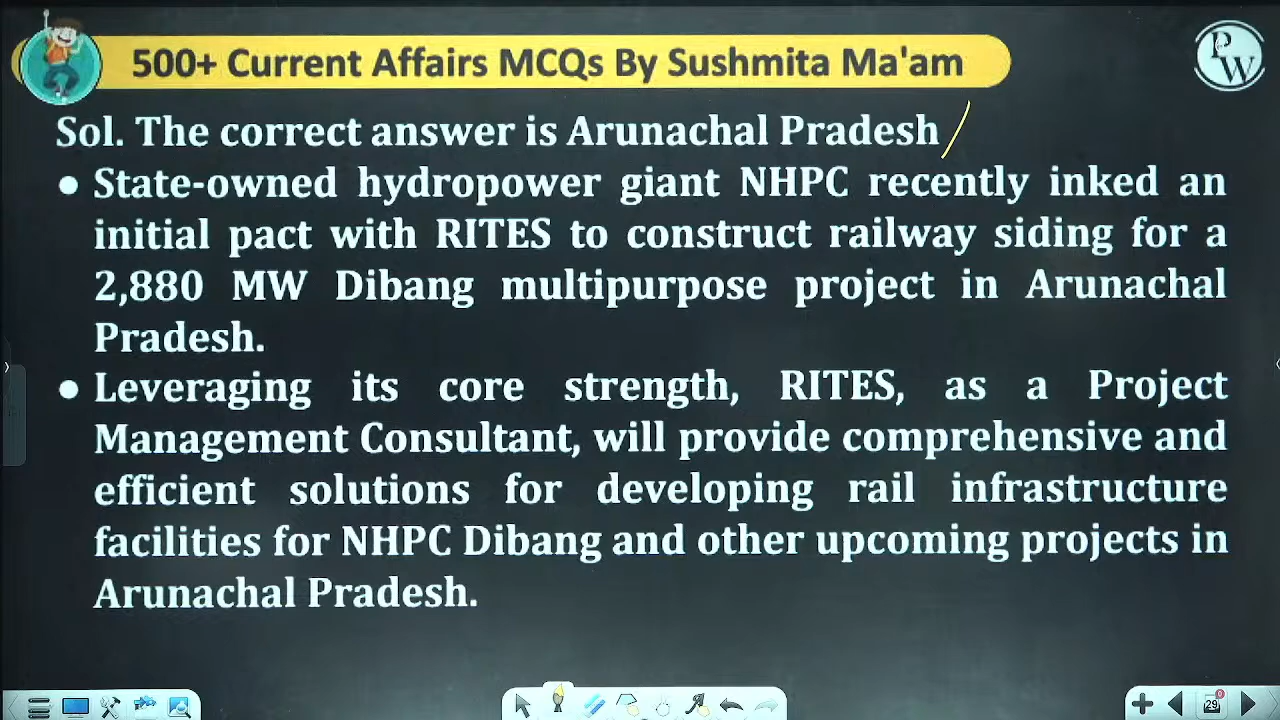 500+ Current Affairs MCQs By Sushmita Ma'am
PW
Sol. The correct answer is Arunachal Pradesh
● State-owned hydropower giant NHPC recently inked an
initial pact with RITES to construct railway siding for a
2,880 MW Dibang multipurpose project in Arunachal
Pradesh.
● Leveraging its core strength, RITES, as a Project
Management Consultant, will provide comprehensive and
efficient solutions for developing rail infrastructure
facilities for NHPC Dibang and other upcoming projects in
Arunachal Pradesh.
29